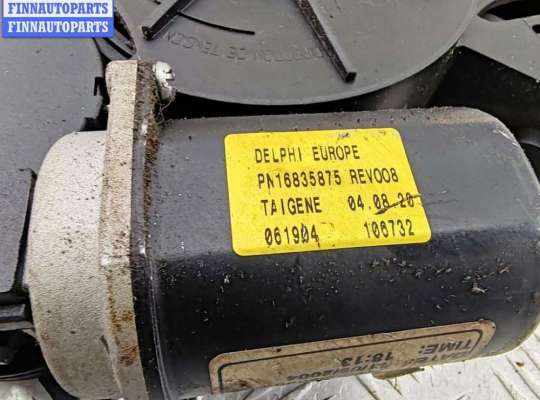 FINNAUTOPARTS
FINNAUTOPARTS
DELPHI EUROPE
PN16835875 REV008
TAIGENE 04.08.20
061904 106732
TIME: 18:13